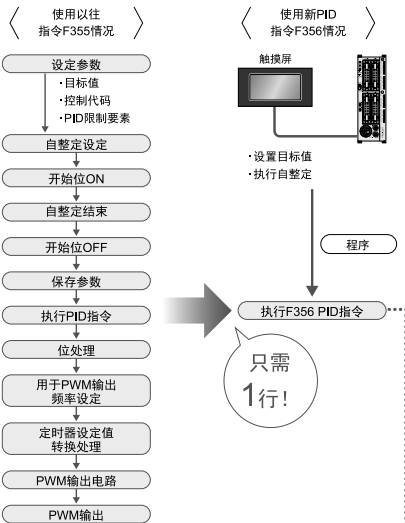 使用以往
指令F355情况
设定参数
·目标值
·控制代码
·PID限制要素
自整定设定
开始位ON
自整定结束
开始位OFF
保存参数
执行PID指令
位处理
用于PWM输出
频率设定
定时器设定值
转换处理
PWM输出电路
PWM输出
使用新PID
指令F356情况
触摸屏
·设置目标值
·执行自整定
程序
执行F356 PID指令
只需
1行!